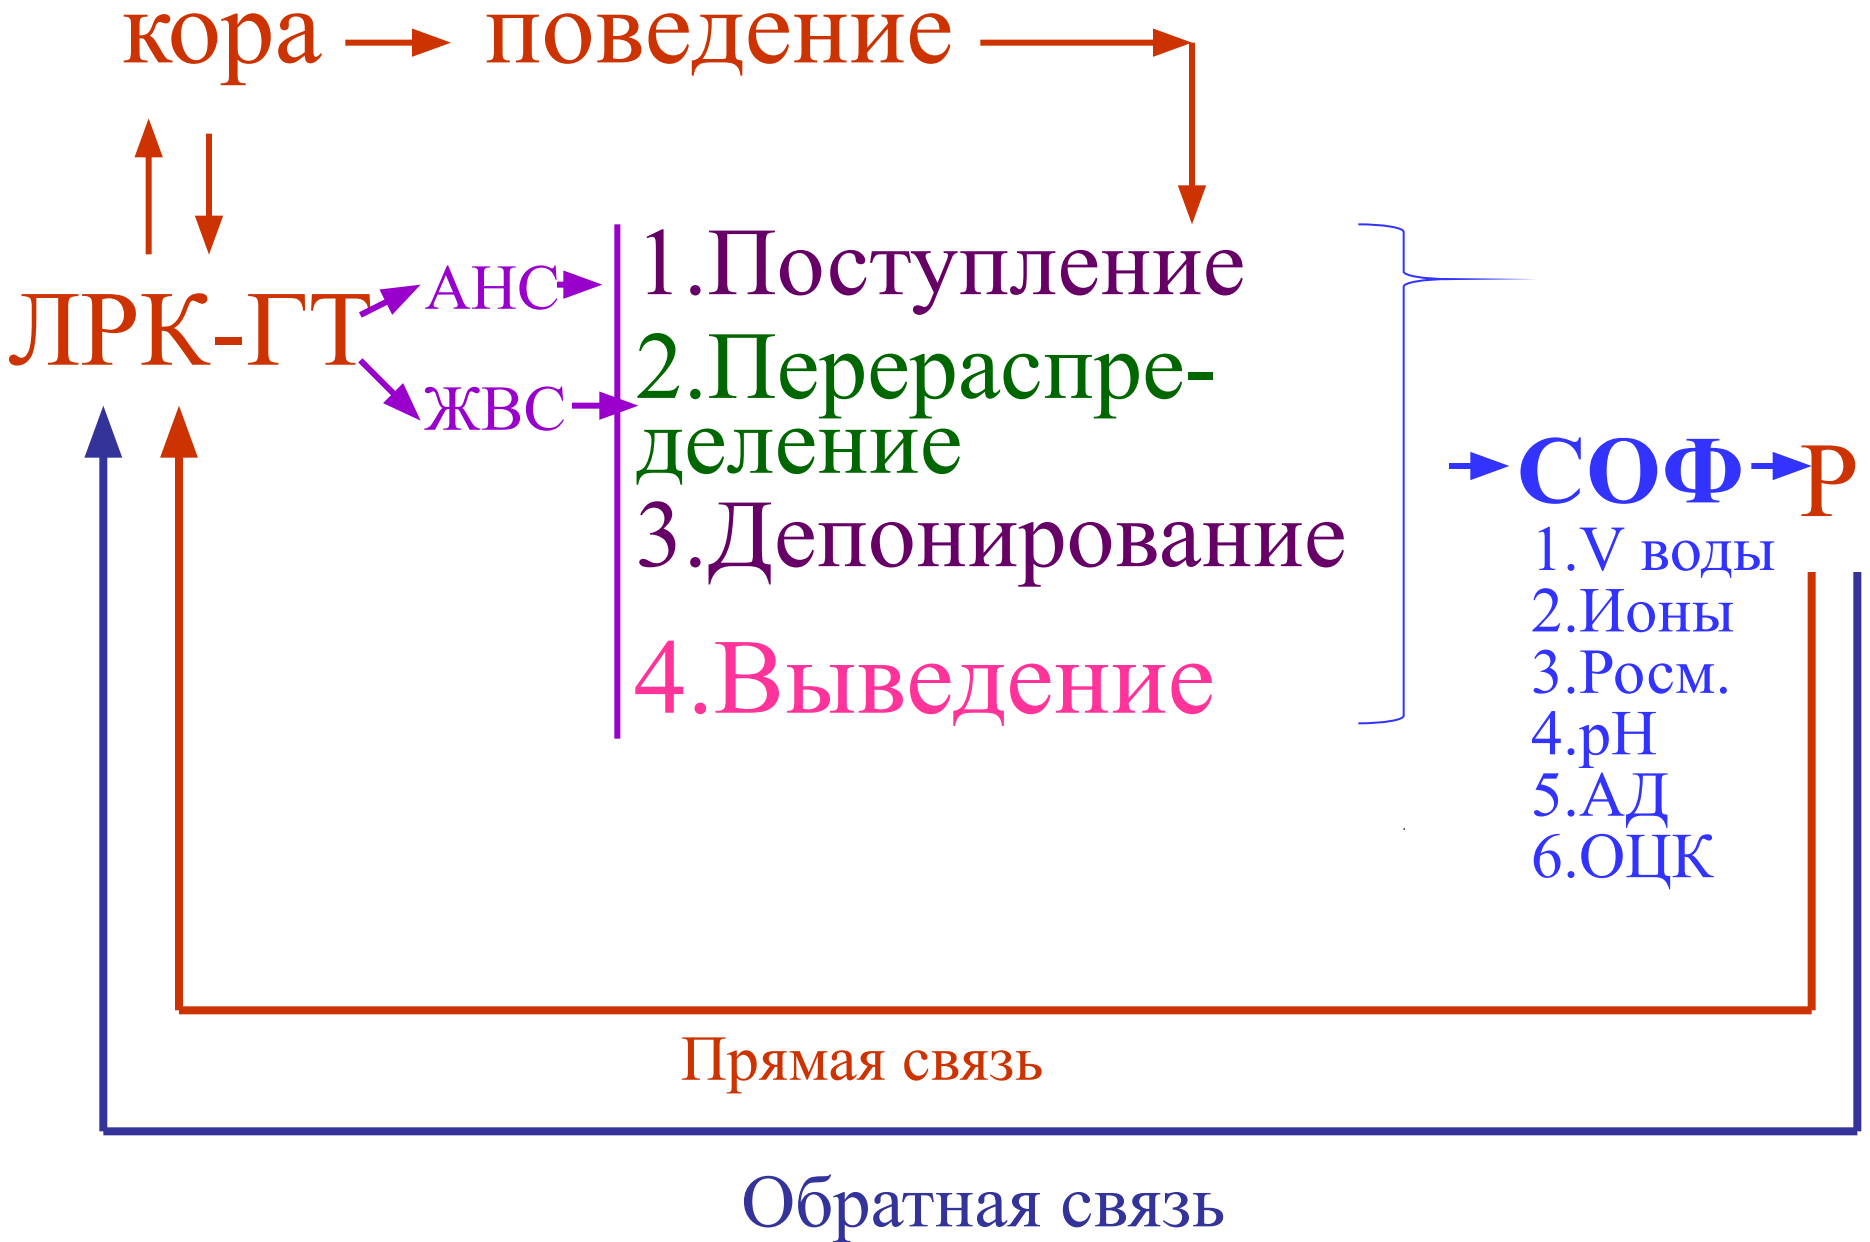 кора поведение
1.Поступление
АНС
ЛРК-ГТ
2.Перераспре-
ЖВС
деление
СОФ Р
3.Депонирование
1.V воды
2.Ионы
3.Росм.
4.Выведение
4.рН
5.АД
6.ОЦК
Прямая связь
Обратная связь